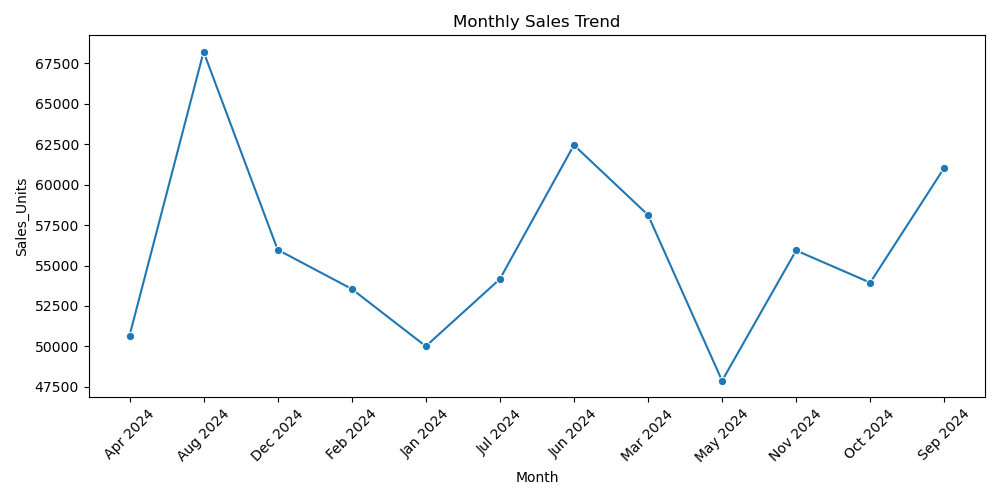 Monthly Sales Trend
Sales_Units
67500
65000
62500
60000
57500
55000
52500
50000
47500
Apr 2024
Aug 2024
Dec 2024
Feb 2024
Jan 2024
Jul 2024
Jun 2024
Mar 2024
May 2024
Nov 2024
Oct 2024
Sep 2024
Month